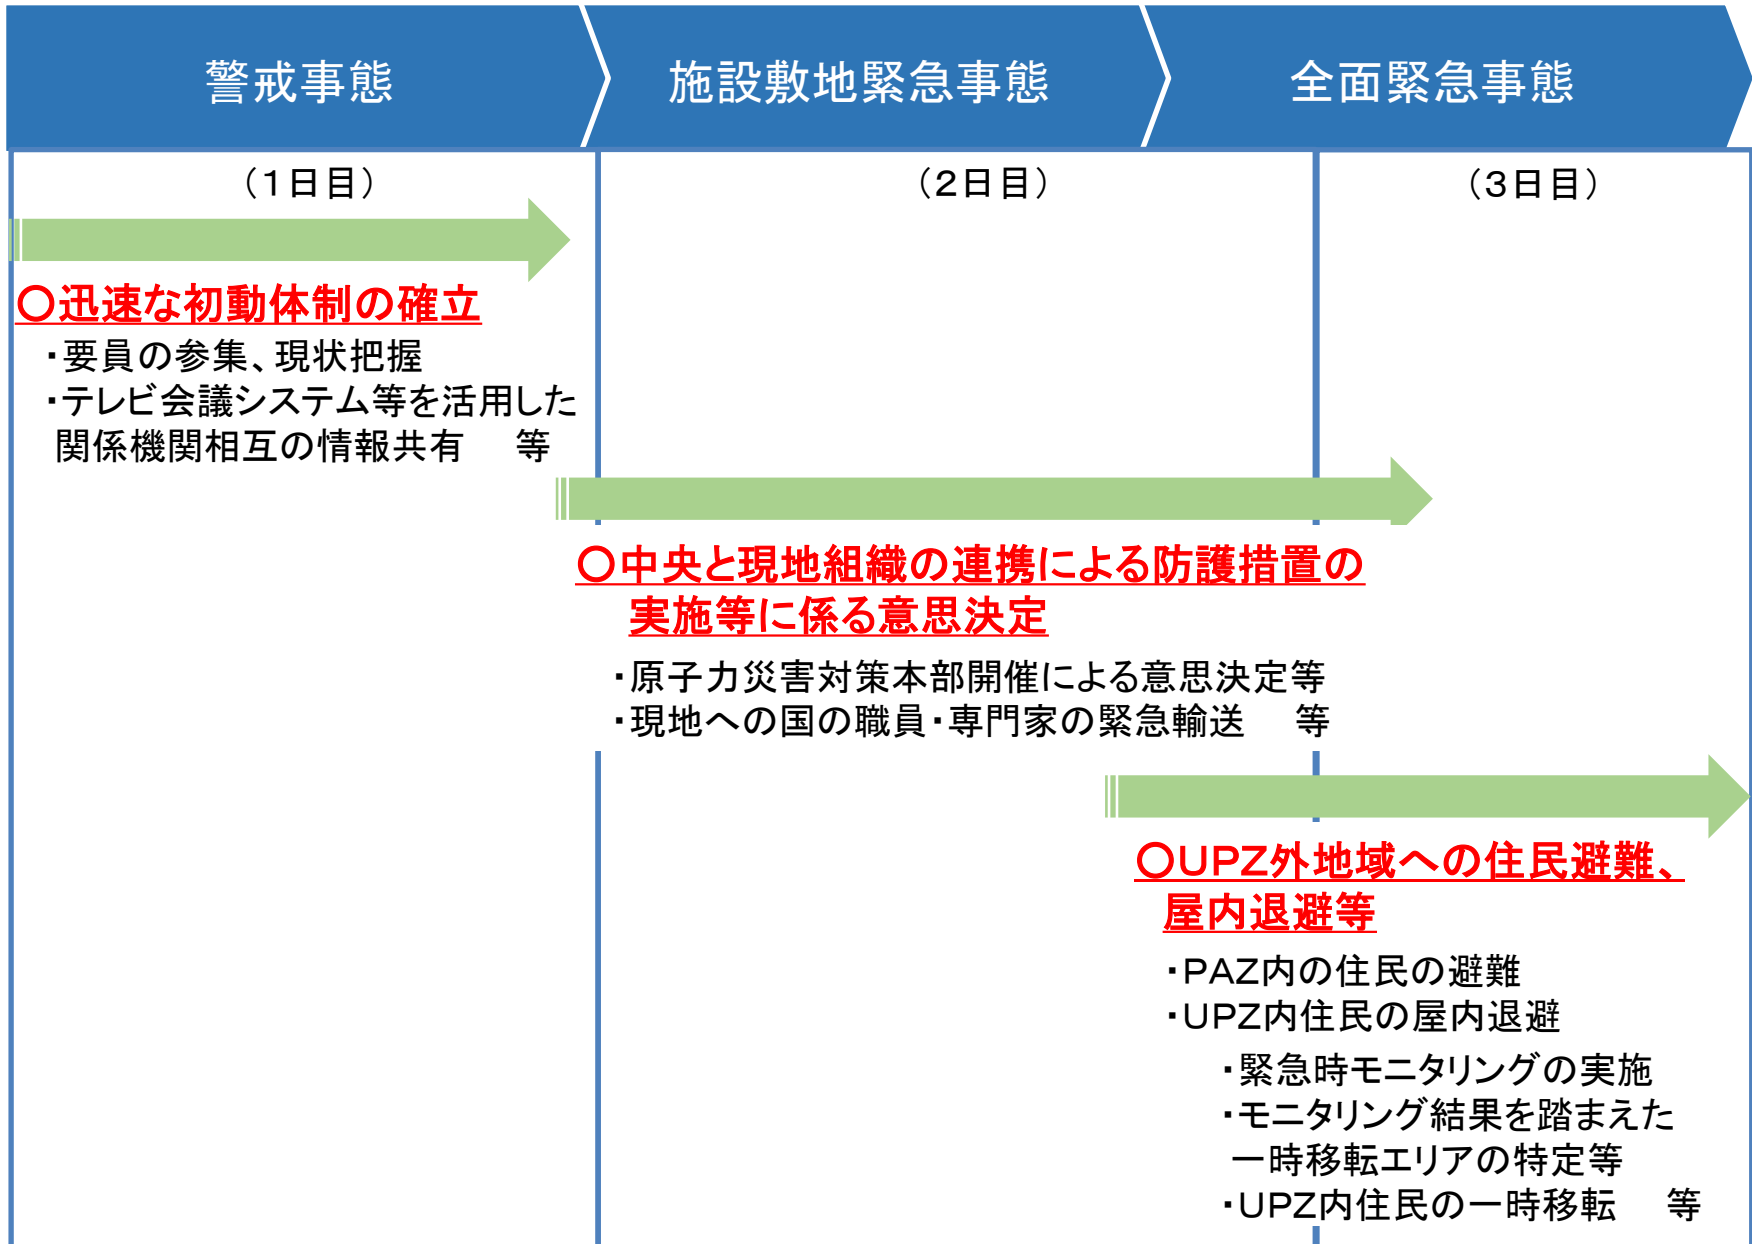 警戒事態
施設敷地緊急事態
全面緊急事態
（1日目）
（2日目）
（3日目）
○迅速な初動体制の確立
・要員の参集、現状把握
・テレビ会議システム等を活用した
関係機関相互の情報共有　等
○中央と現地組織の連携による防護措置の
実施等に係る意思決定
・原子力災害対策本部開催による意思決定等
・現地への国の職員・専門家の緊急輸送　等
○UPZ外地域への住民避難、
屋内退避等
・PAZ内の住民の避難
・UPZ内住民の屋内退避
・緊急時モニタリングの実施
・モニタリング結果を踏まえた
一時移転エリアの特定等
・UPZ内住民の一時移転　等